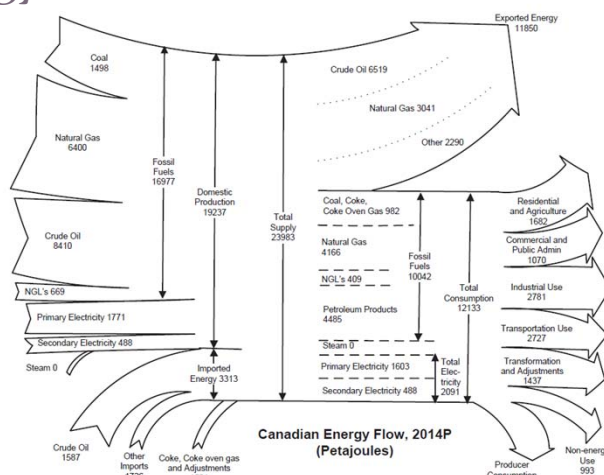 Exported Energy
11850
Coal
1498
Crude Oil 6519
Natural Gas 3041
Other 2290
Natural Gas
6400
Fossil
Fuels
16977
Domestic
Production
19237
Total
Supply
23983
Coal, Coke,
Coke Oven Gas 982
Residential
and Agriculture
1682
Commercial and
Public Admin
1070
Natural Gas
4166
Fossil
Fuels
10042
Total
Consumption
12133
Crude Oil
8410
Industrial Use
2781
NGL's 669
NGL's 409
Petroleum Products
4485
Transportation Use
2727
Primary Electricity 1771
Secondary Electricity 488
Steam 0
Steam 0
Imported
Energy 3313
Primary Electricity 1603
Total
Elec-
tricity
2091
Secondary Electricity 488
Transformation
and Adjustments
1437
Crude Oil
1587
Other
Imports
Coke, Coke oven gas
and Adjustments
Canadian Energy Flow, 2014P
(Petajoules)
Producer
Non-energy
Use